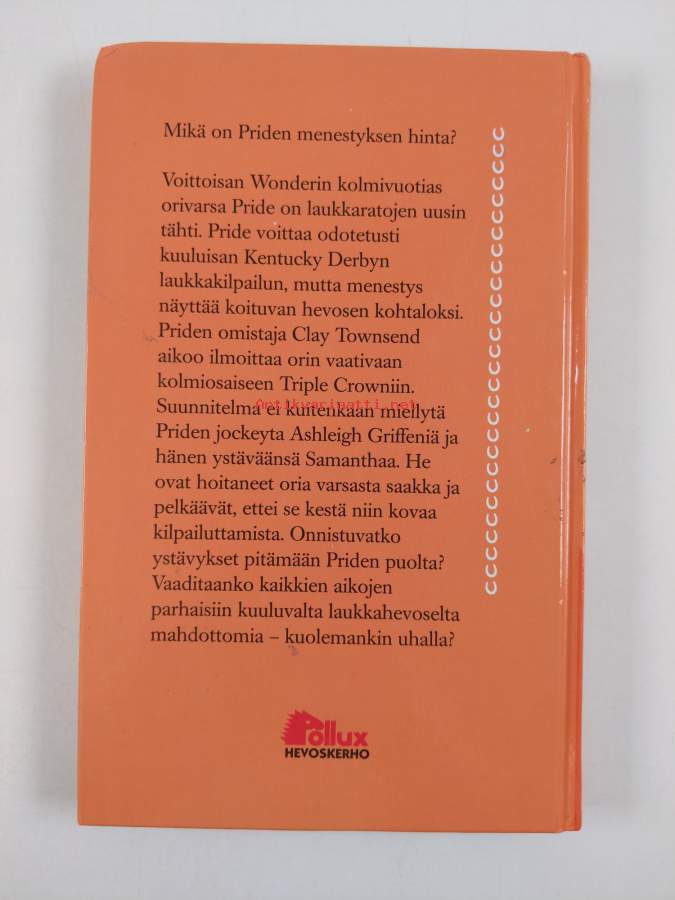 Mikä on Priden menestyksen hinta?
Voittoisan Wonderin kolmivuotias
orivarsa Pride on laukkaratojen uusin
tähti. Pride voittaa odotetusti
kuuluisan Kentucky Derbyn
laukkakilpailun, mutta menestys
näyttää koituvan hevosen kohtaloksi.
Priden omistaja Clay Townsend
aikoo ilmoittaa orin vaativaan
kolmiosaiseen Triple Crowniin.
Antikvariaatti.net
Suunnitelma ei kuitenkaan miellytä
Priden jockeyta Ashleigh Griffeniä ja
hänen ystäväänsä Samanthaa. He
ovat hoitaneet oria varsasta saakka ja
pelkäävät, ettei se kestä niin kovaa
kilpailuttamista. Onnistuvatko
ystävykset pitämään Priden puolta?
Vaaditaanko kaikkien aikojen
parhaisiin kuuluvalta laukkahevoselta
mahdottomia – kuolemankin uhalla?
Pollux
HEVOSKERHO